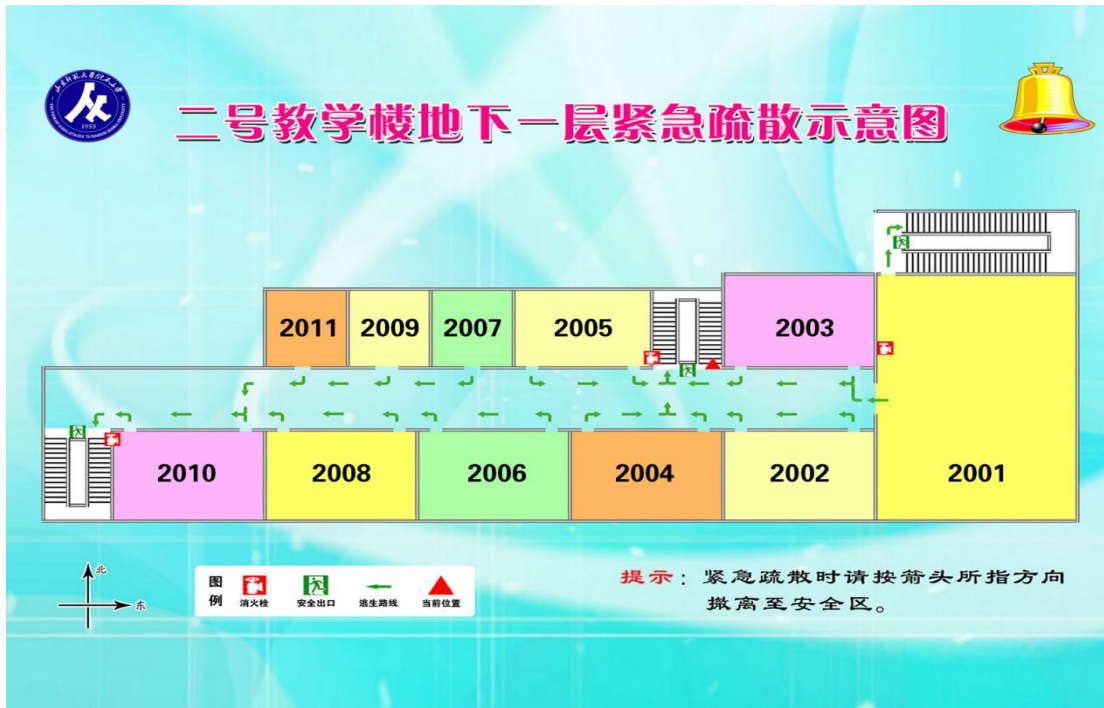 1955
二号教学楼地下一层紧急疏散示意图
2011
2009
2007
2005
2003
2010
2008
2006
2004
2002
2001
北
东
图例
消火栓
安全出口
逃生路线
当前位置
提示：紧急疏散时请按箭头所指方向
撤离至安全区。